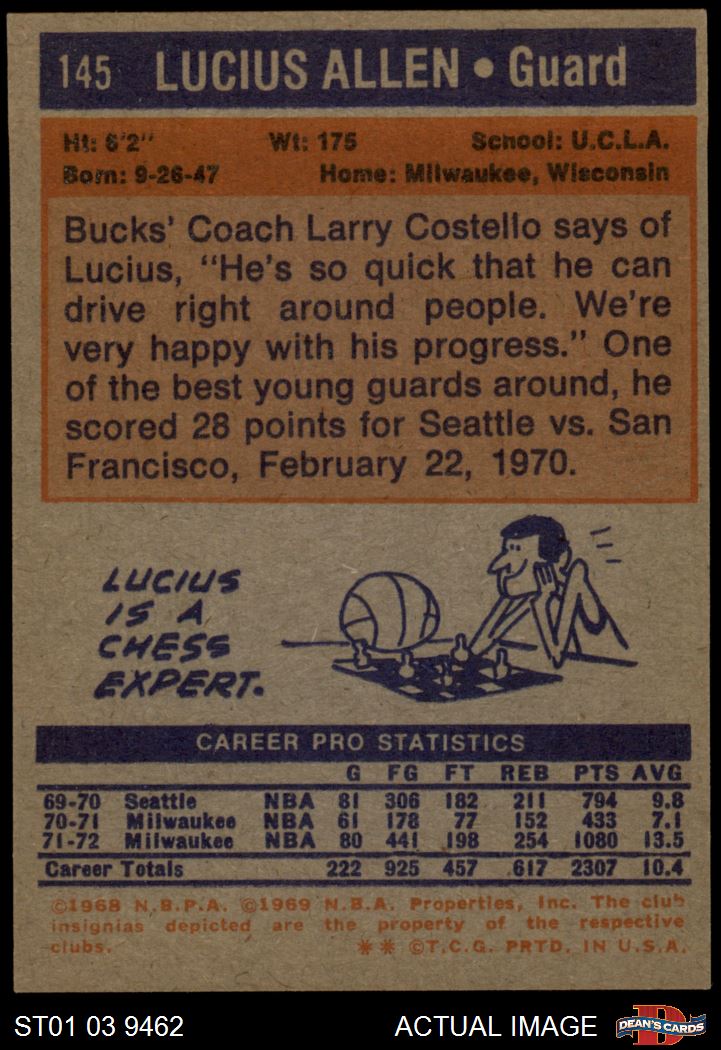 145 LUCIUS ALLEN • Guard
Ht: 6'2" Wt: 175 School: U.C.L.A.
Born: 9-26-47 Home: Milwaukee, Wisconsin
Bucks' Coach Larry Costello says of
Lucius, "He's so quick that he can
drive right around people. We're
very happy with his progress." One
of the best young guards around, he
scored 28 points for Seattle vs. San
Francisco, February 22, 1970.
LUCIUS
IS A
CHESS
EXPERT.
CAREER PRO STATISTICS
G FG FT REB PTS AVG
69-70 Seattle NBA 81 306 182 211 794 9.8
70-71 Milwaukee NBA 61 178 77 152 433 7.1
71-72 Milwaukee NBA 80 441 198 254 1080 13.5
Career Totals 222 925 457 617 2307 10.4
©1968 N.B.P.A. ©1969 N.B.A. Properties, Inc. The club
insignias depicted are the property of the respective
clubs. ** ©T.C.G. PRTD. IN U.S.A.
ST01 03 9462 ACTUAL IMAGE D DEAN'S CARDS